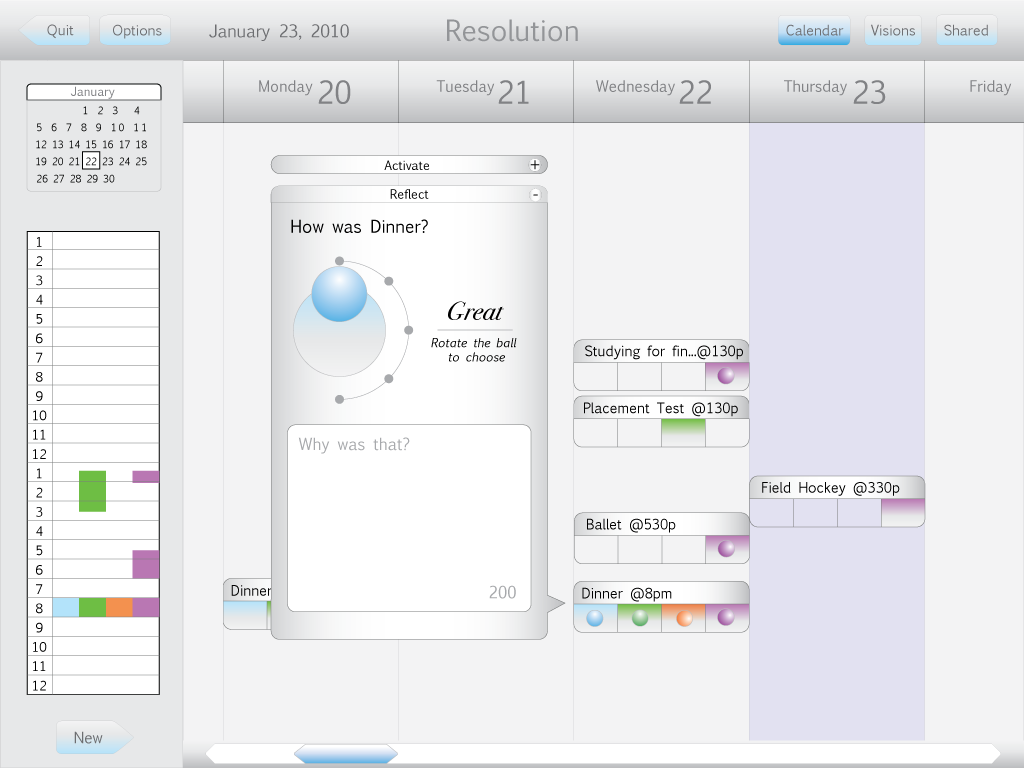 Quit
Options
January 23, 2010
Resolution
Calendar
Visions
Shared
Monday 20
Tuesday 21
Wednesday 22
Thursday 23
Friday
January
1 2 3 4
5 6 7 8 9 10 11
12 13 14 15 16 17 18
19 20 21 22 23 24 25
26 27 28 29 30
1
2
3
4
5
6
7
8
9
10
11
12
1
2
3
4
5
6
7
8
9
10
11
12
New
Activate +
Reflect -
How was Dinner?
Great
Rotate the ball
to choose
Why was that?
200
Dinner
Studying for fin...@130p
Placement Test @130p
Ballet @530p
Dinner @8pm
Field Hockey @330p